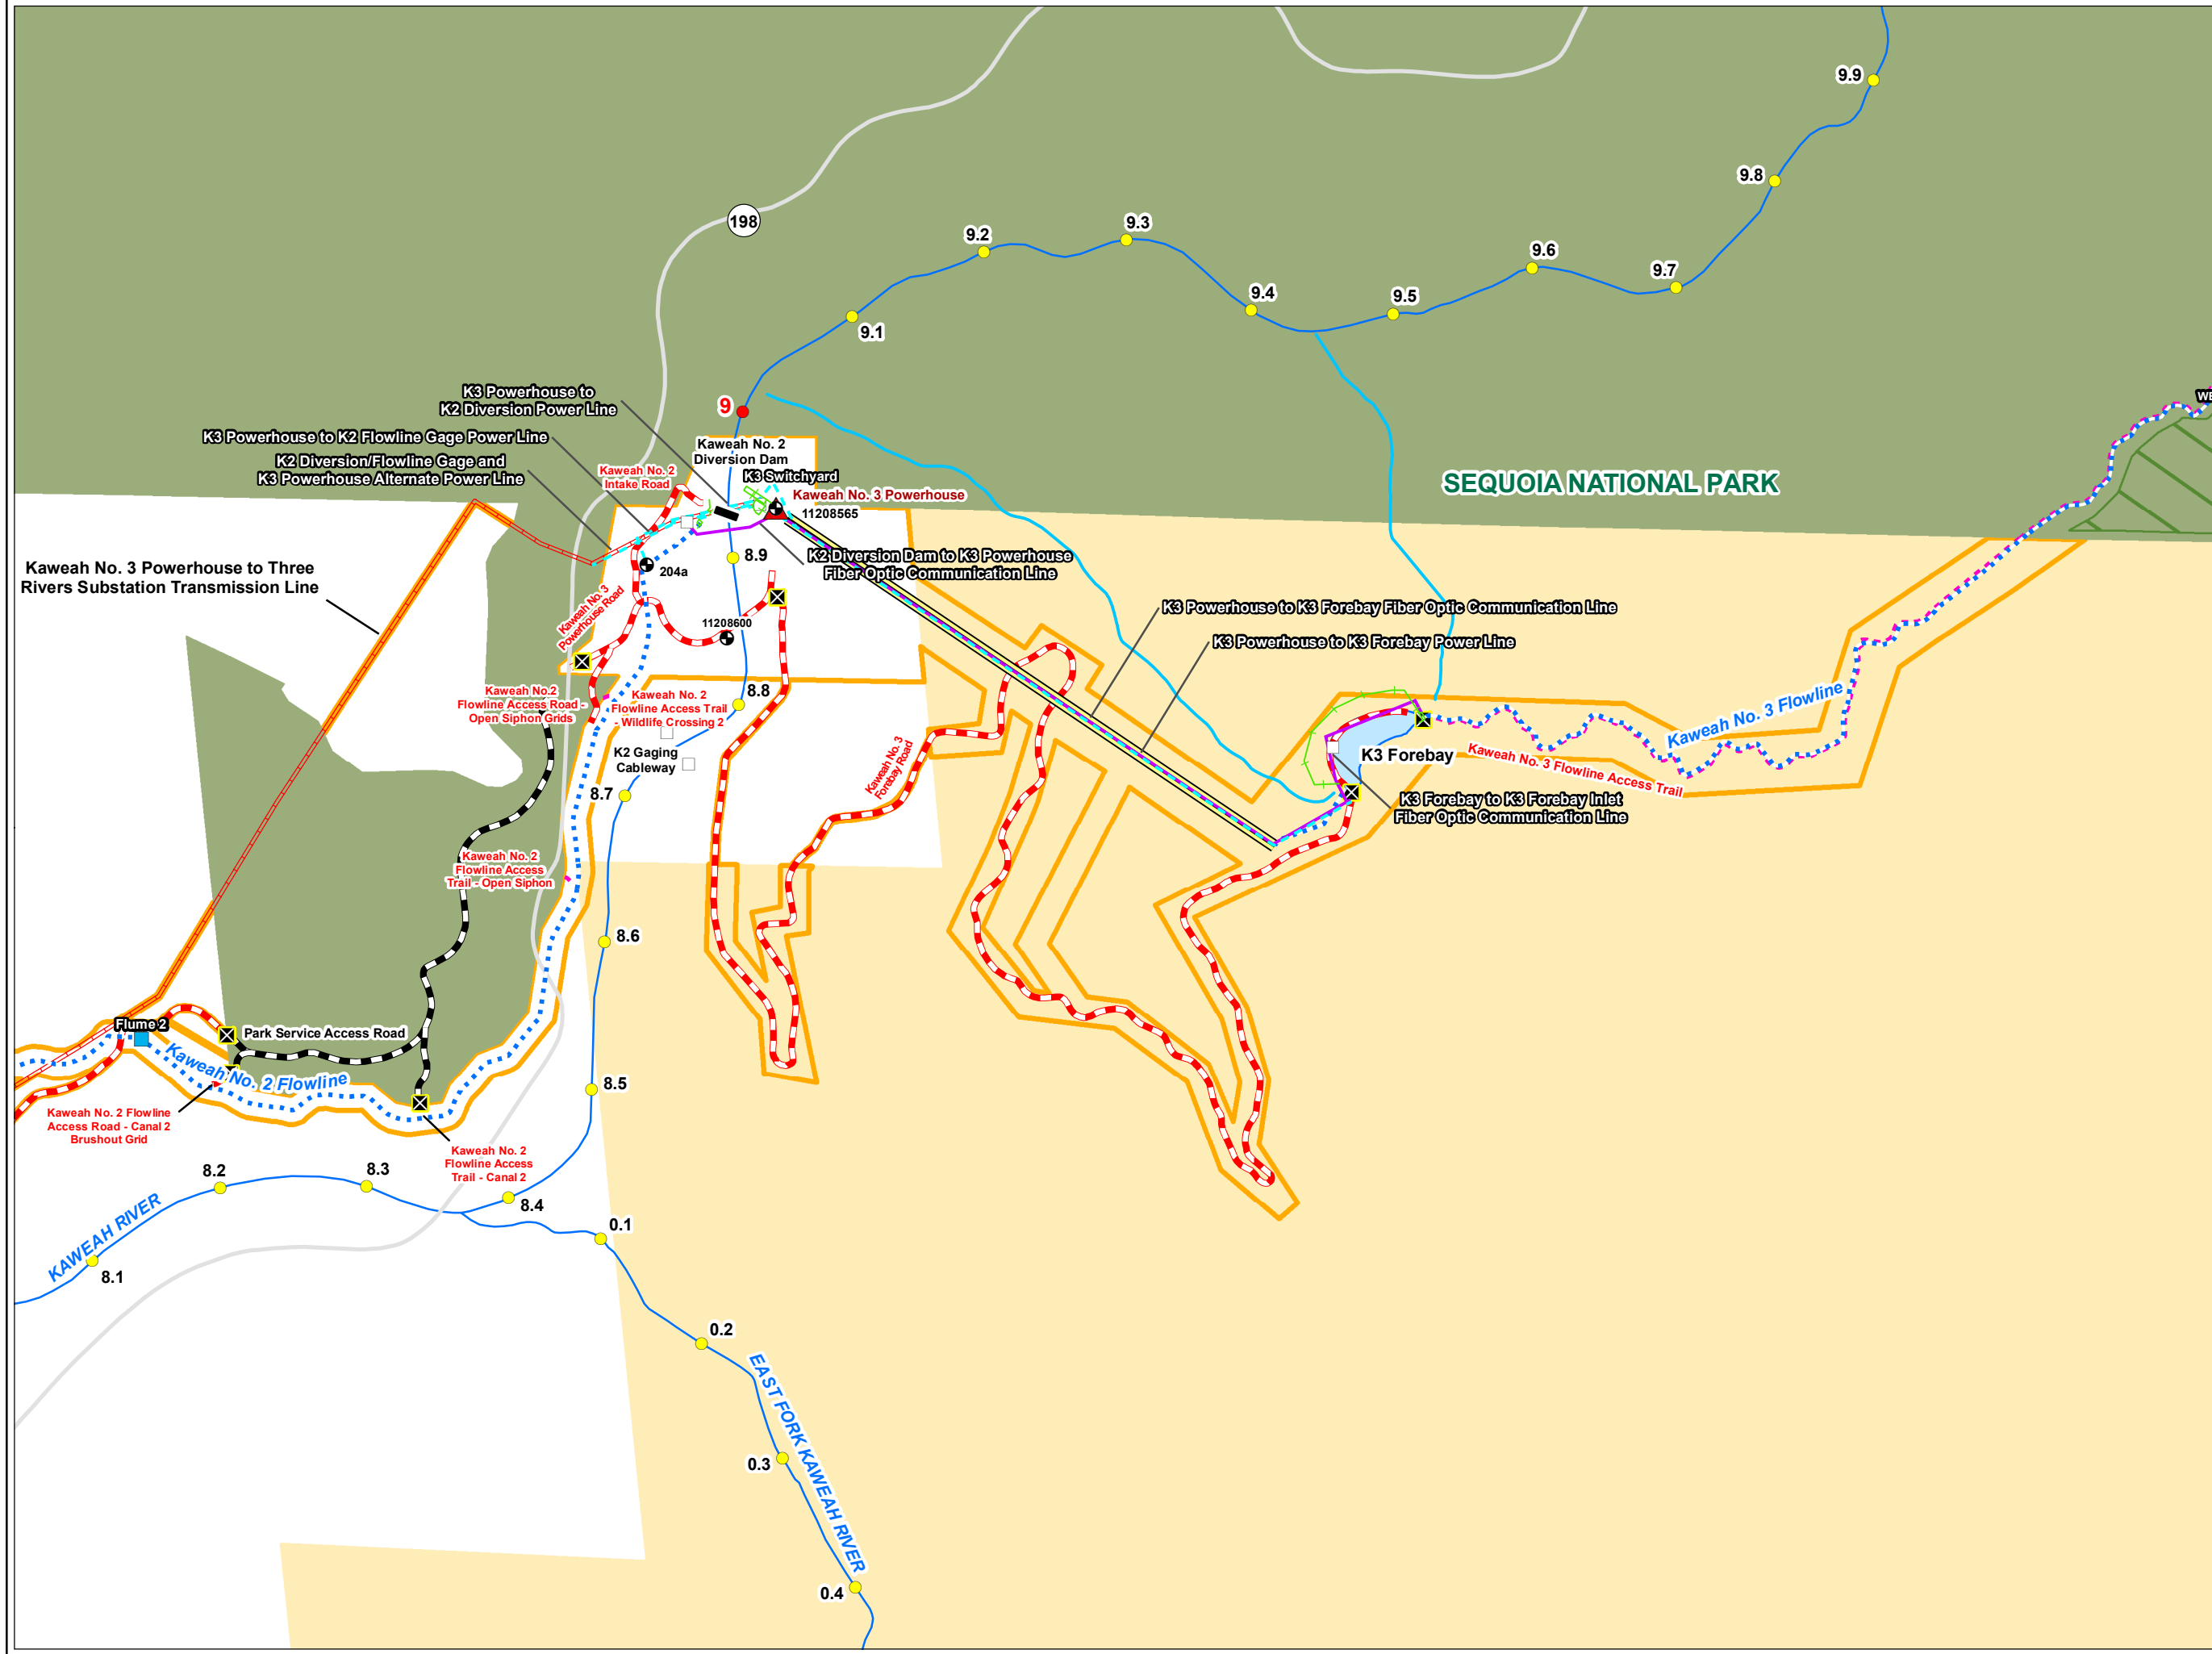 9.9
9.8
198
9.3
9.2
9.6
9.7
9.4
9.5
9.1
K3 Powerhouse to
K2 Diversion Power Line
9
K3 Powerhouse to K2 Flowline Gage Power Line
K2 Diversion/Flowline Gage and
K3 Powerhouse Alternate Power Line
Kaweah No. 2
Diversion Dam
Kaweah No. 2
Intake Road
K3 Switchyard
Kaweah No. 3 Powerhouse
11208565
SEQUOIA NATIONAL PARK
WE
Kaweah No. 3 Powerhouse to Three
Rivers Substation Transmission Line
204a
8.9
K2 Diversion Dam to K3 Powerhouse
Fiber Optic Communication Line
Kaweah No. 3
Powerhouse Road
11208600
K3 Powerhouse to K3 Forebay Fiber Optic Communication Line
K3 Powerhouse to K3 Forebay Power Line
Kaweah No.2
Flowline Access Road -
Open Siphon Grids
Kaweah No. 2
Flowline Access Trail
- Wildlife Crossing 2
8.8
K2 Gaging
Cableway
8.7
Kaweah No. 3
Forebay Road
Kaweah No. 3 Flowline
K3 Forebay
Kaweah No. 3 Flowline Access Trail
K3 Forebay to K3 Forebay Inlet
Fiber Optic Communication Line
Kaweah No. 2
Flowline Access
Trail - Open Siphon
8.6
Flume 2
Park Service Access Road
Kaweah No. 2 Flowline
8.5
Kaweah No. 2 Flowline
Access Road - Canal 2
Brushout Grid
Kaweah No. 2
Flowline Access
Trail - Canal 2
8.2
8.3
8.4
KAWEAH RIVER
8.1
0.1
0.2
EAST FORK KAWEAH RIVER
0.3
0.4